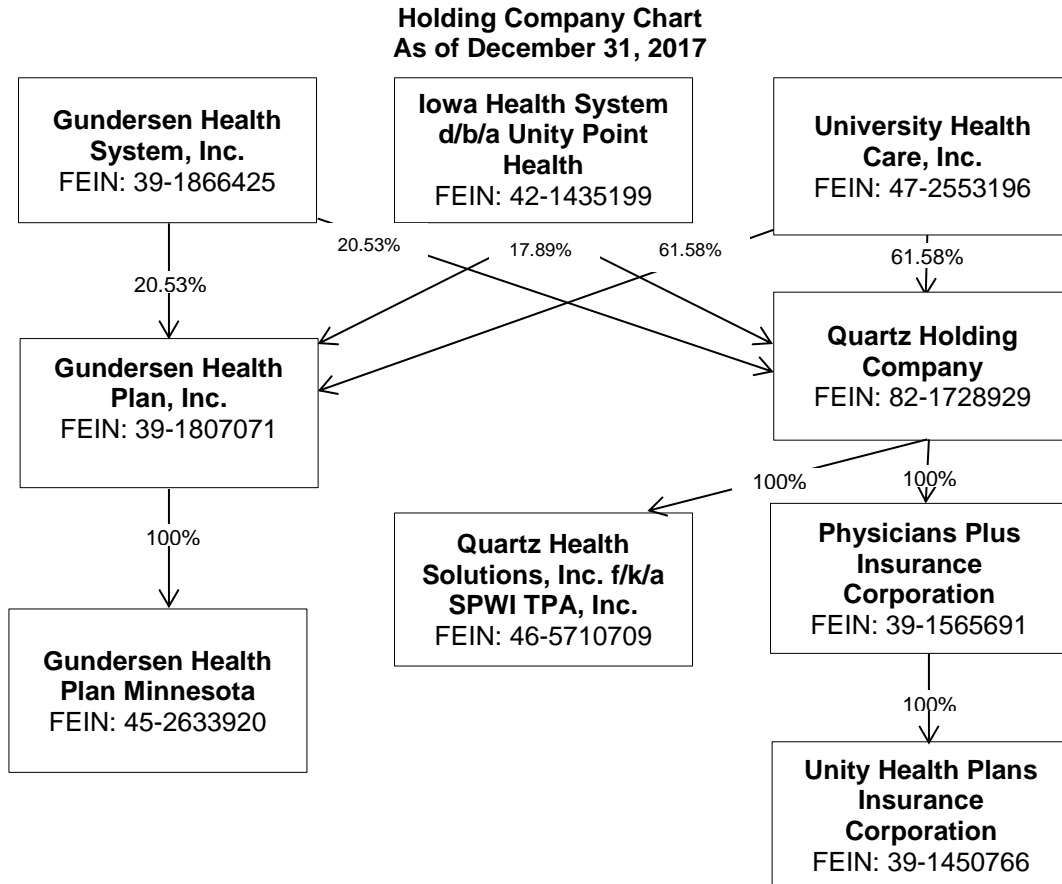 Holding Company Chart
As of December 31, 2017
Gundersen Health
System, Inc.
FEIN: 39-1866425
Iowa Health System
d/b/a Unity Point
Health
FEIN: 42-1435199
University Health
Care, Inc.
FEIN: 47-2553196
20.53%
17.89%
61.58%
20.53%
61.58%
Gundersen Health
Plan, Inc.
FEIN: 39-1807071
Quartz Holding
Company
FEIN: 82-1728929
100%
100%
100%
Quartz Health
Solutions, Inc. f/k/a
SPWI TPA, Inc.
FEIN: 46-5710709
Physicians Plus
Insurance
Corporation
FEIN: 39-1565691
Gundersen Health
Plan Minnesota
FEIN: 45-2633920
100%
Unity Health Plans
Insurance
Corporation
FEIN: 39-1450766